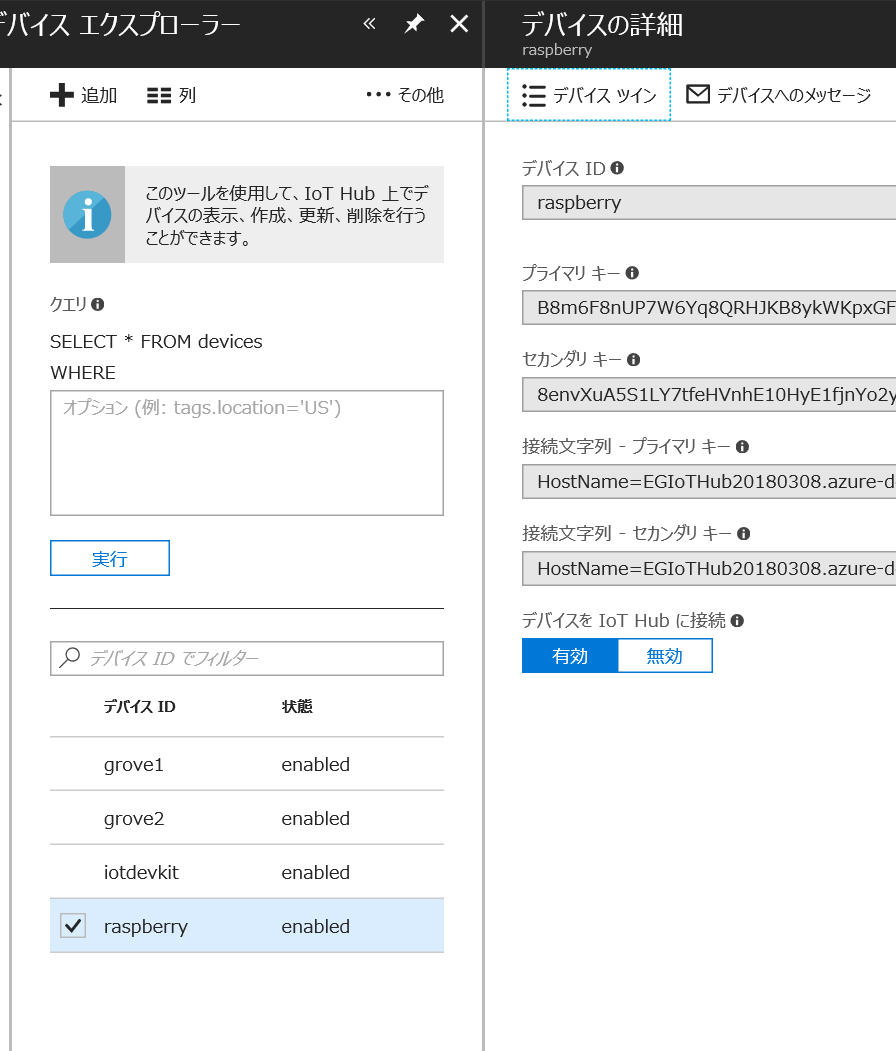 デバイス エクスプローラー
追加
列
その他
このツールを使用して、IoT Hub 上でデ
バイスの表示、作成、更新、削除を行う
ことができます。
クエリ
SELECT * FROM devices
WHERE
オプション (例: tags.location='US')
実行
デバイス ID でフィルター
デバイス ID 状態
grove1 enabled
grove2 enabled
iotdevkit enabled
raspberry enabled
デバイスの詳細
raspberry
デバイス ツイン
デバイスへのメッセージ
デバイス ID
raspberry
プライマリ キー
B8m6F8nUP7W6Yq8QRHJKB8ykWKpxGF
セカンダリ キー
8envXuA5S1LY7tfeHVnhE10HyE1fjnYo2y
接続文字列 - プライマリ キー
HostName=EGIoTHub20180308.azure-d
接続文字列 - セカンダリ キー
HostName=EGIoTHub20180308.azure-d
デバイスを IoT Hub に接続
有効
無効